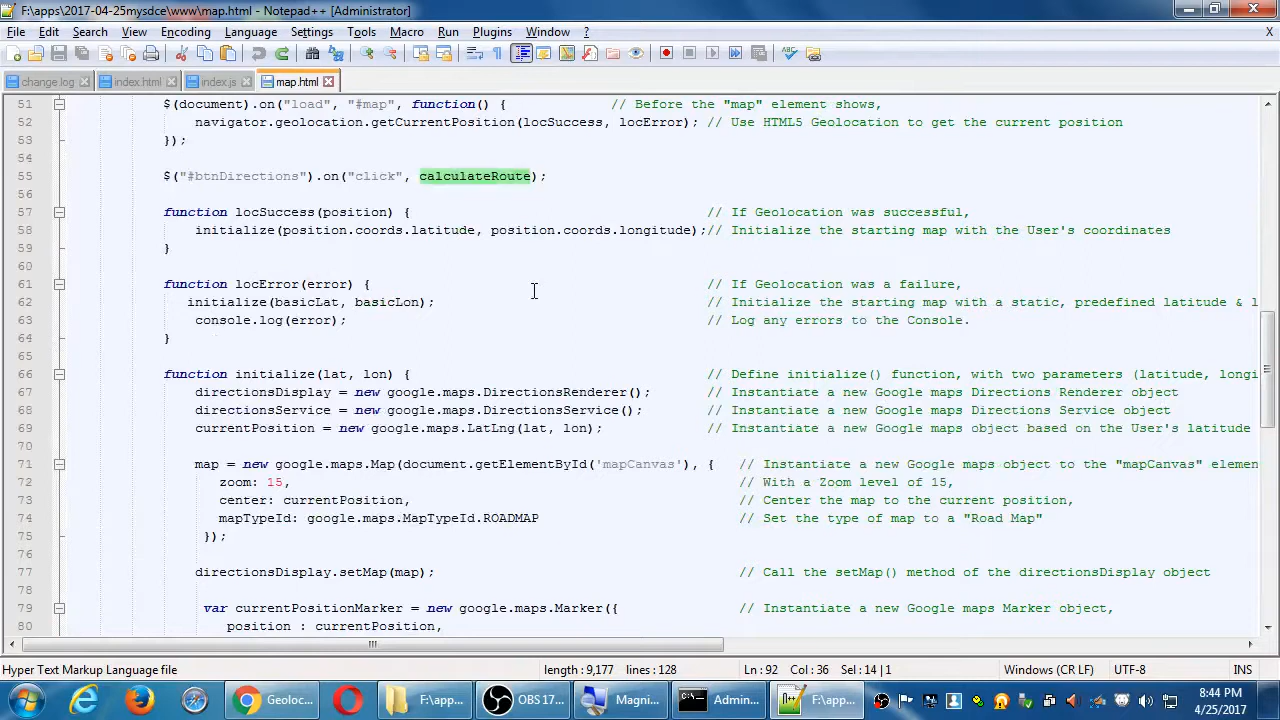 F:\apps\2017-04-25mysdce\www\map.html - Notepad++ [Administrator]
File Edit Search View Encoding Language Settings Tools Macro Run Plugins Window ? X
change.log index.html index.js map.html
51 $(document).on("load", "#map", function() { // Before the "map" element shows,
52 navigator.geolocation.getCurrentPosition(locSuccess, locError); // Use HTML5 Geolocation to get the current position
53 });
54
55 $("#btnDirections").on("click", calculateRoute);
56
57 function locSuccess(position) { // If Geolocation was successful,
58 initialize(position.coords.latitude, position.coords.longitude);// Initialize the starting map with the User's coordinates
59 }
60
61 function locError(error) { // If Geolocation was a failure,
62 initialize(basicLat, basicLon); // Initialize the starting map with a static, predefined latitude & l
63 console.log(error); // Log any errors to the Console.
64 }
65
66 function initialize(lat, lon) { // Define initialize() function, with two parameters (latitude, longi
67 directionsDisplay = new google.maps.DirectionsRenderer(); // Instantiate a new Google maps Directions Renderer object
68 directionsService = new google.maps.DirectionsService(); // Instantiate a new Google maps Directions Service object
69 currentPosition = new google.maps.LatLng(lat, lon); // Instantiate a new Google maps object based on the User's latitude
70
71 map = new google.maps.Map(document.getElementById('mapCanvas'), { // Instantiate a new Google maps object to the "mapCanvas" elemen
72 zoom: 15, // With a Zoom level of 15,
73 center: currentPosition, // Center the map to the current position,
74 mapTypeId: google.maps.MapTypeId.ROADMAP // Set the type of map to a "Road Map"
75 });
76
77 directionsDisplay.setMap(map); // Call the setMap() method of the directionsDisplay object
78
79 var currentPositionMarker = new google.maps.Marker({ // Instantiate a new Google maps Marker object,
80 position : currentPosition,
Hyper Text Markup Language file length : 9,177 lines : 128 Ln : 92 Col : 36 Sel : 14 | 1 Windows (CR LF) UTF-8 INS
Geoloc... F:\app... OBS 17... Magni... Admin... F:\app... 8:44 PM
4/25/2017